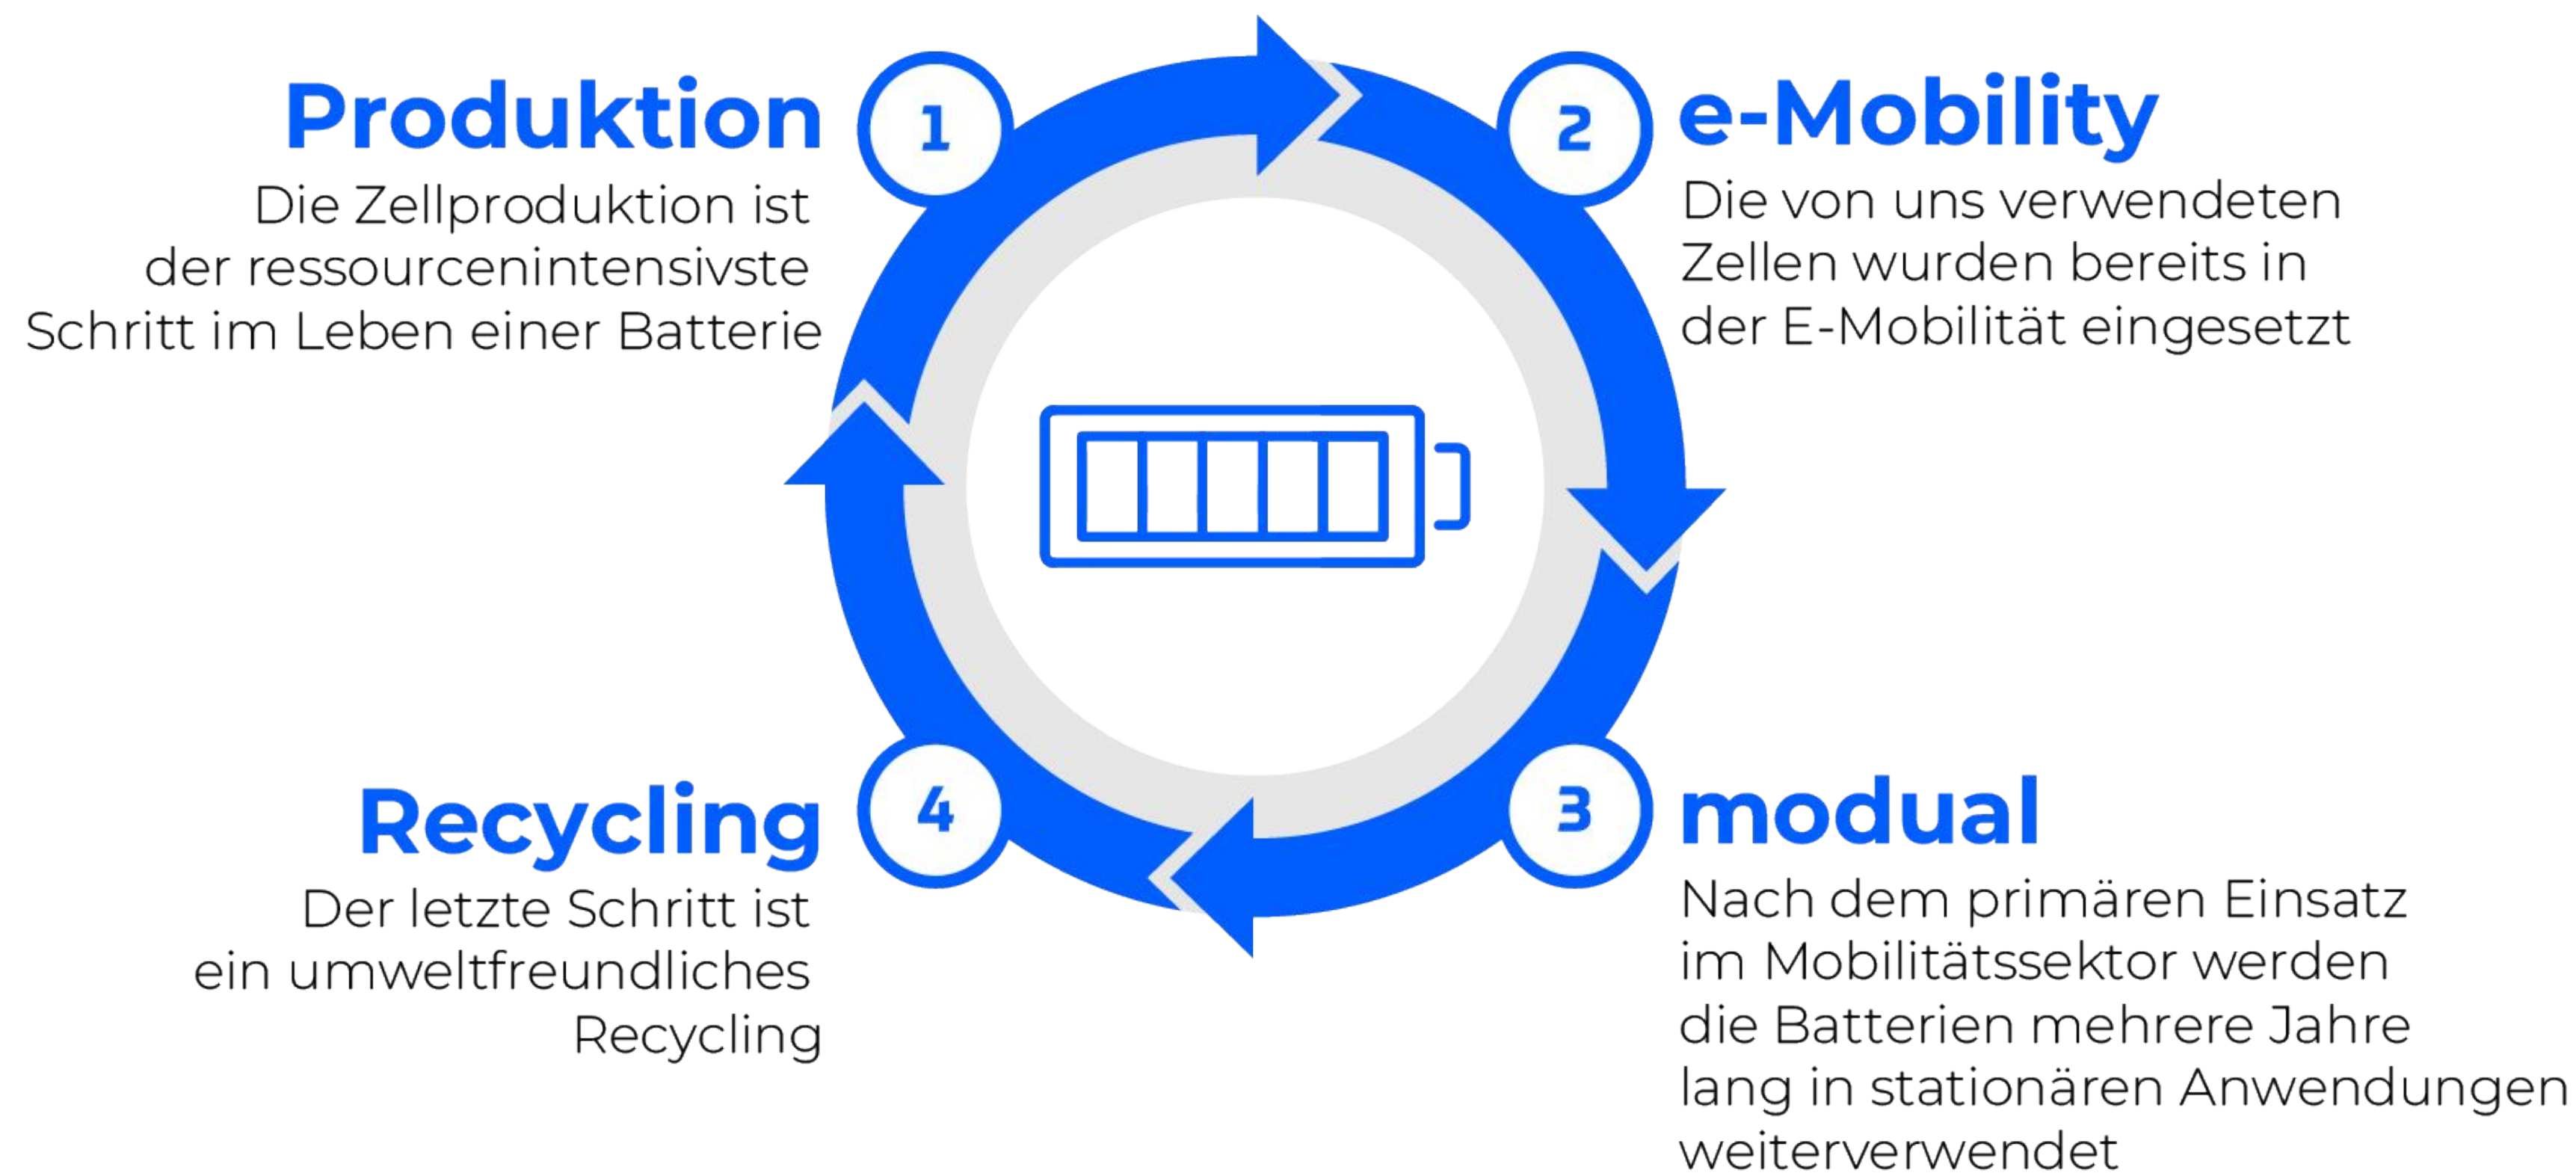 1
Produktion
Die Zellproduktion ist
der ressourcenintensivste
Schritt im Leben einer Batterie
2
e-Mobility
Die von uns verwendeten
Zellen wurden bereits in
der E-Mobilität eingesetzt
3
modual
Nach dem primären Einsatz
im Mobilitätssektor werden
die Batterien mehrere Jahre
lang in stationären Anwendungen
weiterverwendet
4
Recycling
Der letzte Schritt ist
ein umweltfreundliches
Recycling